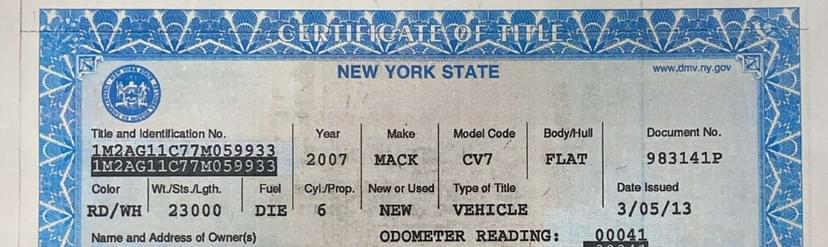 CERTIFICATE OF TITLE
NEW YORK STATE
www.dmv.ny.gov
Title and Identification No. Year Make Model Code Body/Hull Document No.
1M2AG11C77M059933
1M2AG11C77M059933 2007 MACK CV7 FLAT 983141P
Color Wt./Sts./Lgth. Fuel Cyl./Prop. New or Used Type of Title Date Issued
RD/WH 23000 DIE 6 NEW VEHICLE 3/05/13
Name and Address of Owner(s) ODOMETER READING: 00041